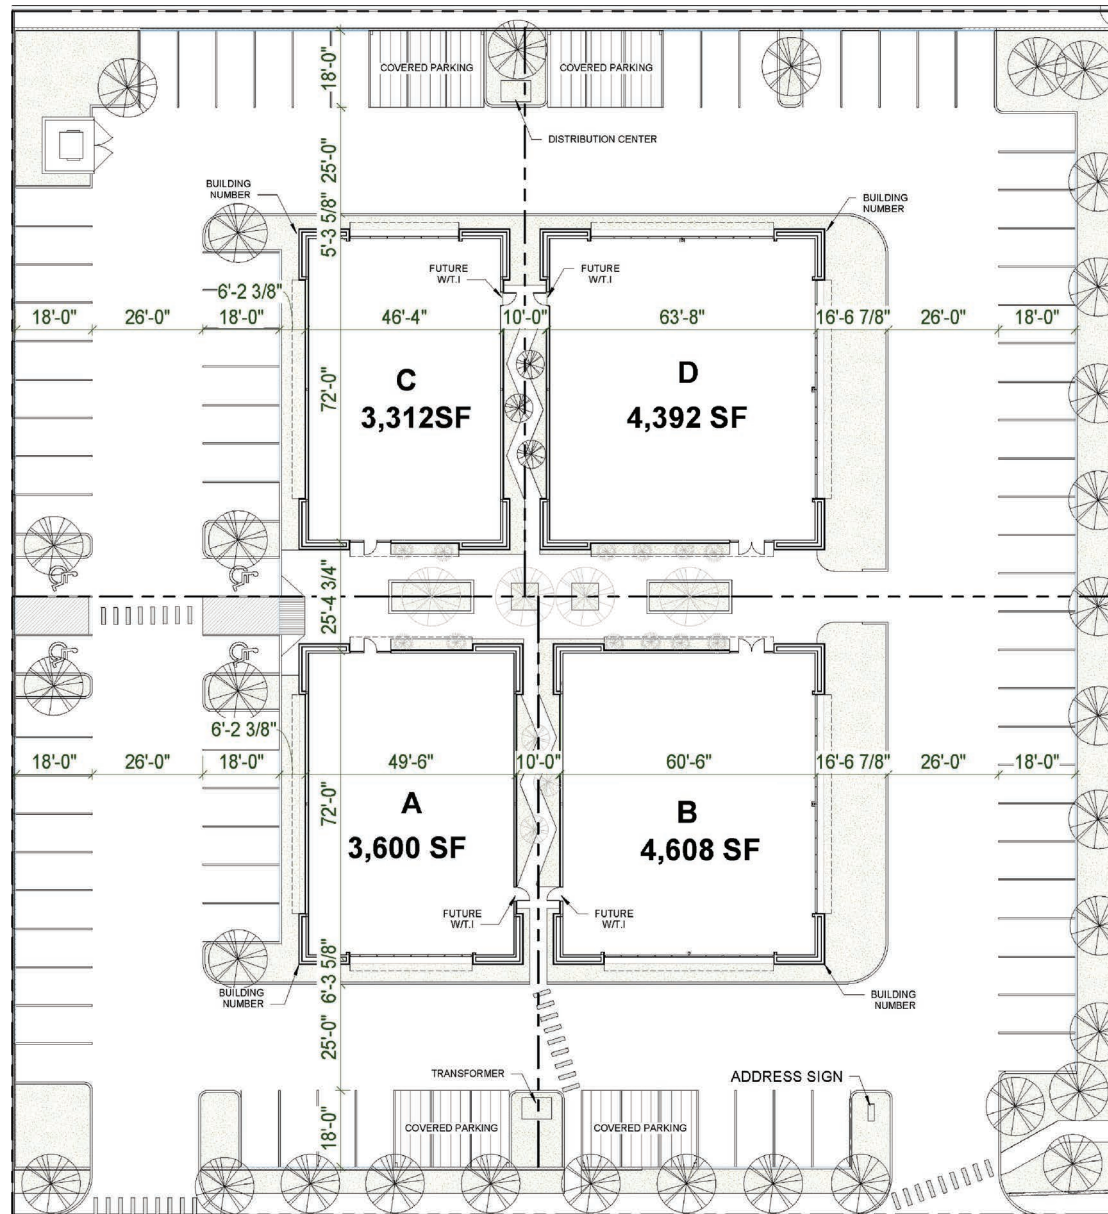 18'-0"
COVERED PARKING
COVERED PARKING
DISTRIBUTION CENTER
25'-0"
BUILDING
NUMBER
BUILDING
NUMBER
5'-3 5/8"
FUTURE
W/T.I
FUTURE
W/T.I
6'-2 3/8"
18'-0"
26'-0"
18'-0"
46'-4"
10'-0"
63'-8"
16'-6 7/8"
26'-0"
18'-0"
72'-0"
C
3,312SF
D
4,392 SF
25'-4 3/4"
6'-2 3/8"
18'-0"
26'-0"
18'-0"
49'-6"
10'-0"
60'-6"
16'-6 7/8"
26'-0"
18'-0"
72'-0"
A
3,600 SF
B
4,608 SF
FUTURE
W/T.I
FUTURE
W/T.I
6'-3 5/8"
BUILDING
NUMBER
BUILDING
NUMBER
25'-0"
TRANSFORMER
ADDRESS SIGN
18'-0"
COVERED PARKING
COVERED PARKING